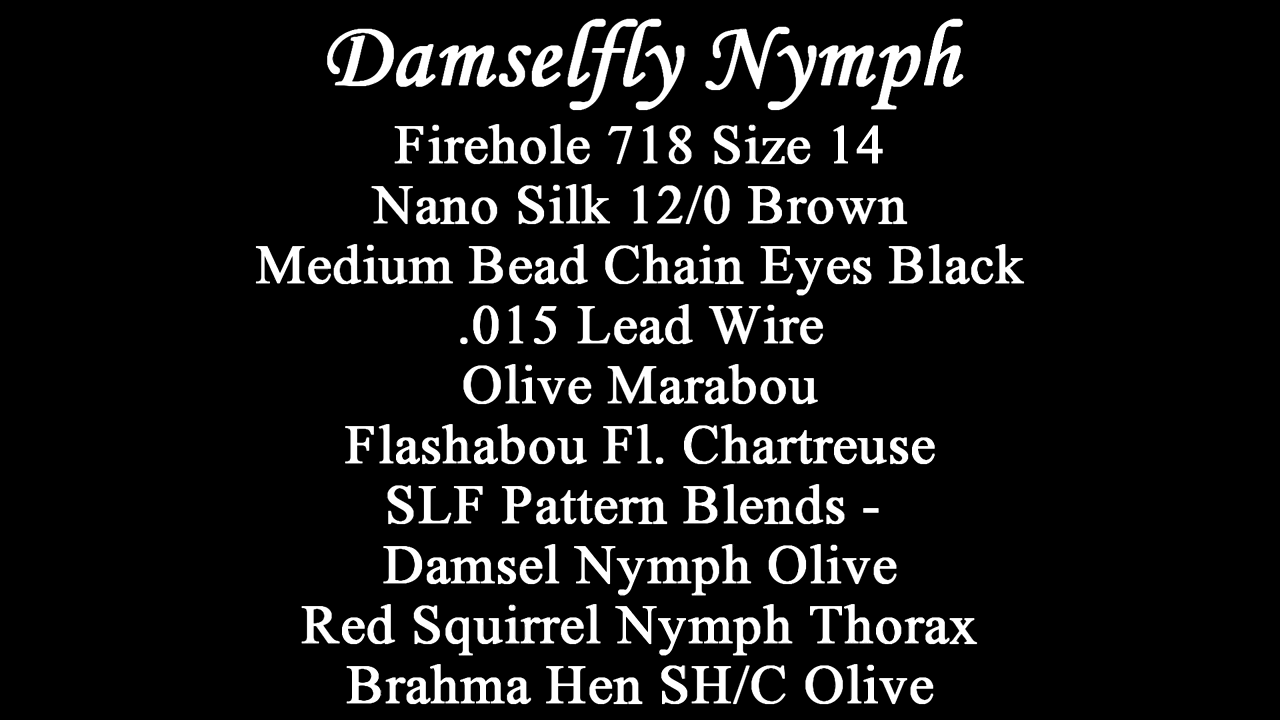 Damselfly Nymph
Firehole 718 Size 14
Nano Silk 12/0 Brown
Medium Bead Chain Eyes Black
.015 Lead Wire
Olive Marabou
Flashabou Fl. Chartreuse
SLF Pattern Blends -
Damsel Nymph Olive
Red Squirrel Nymph Thorax
Brahma Hen SH/C Olive